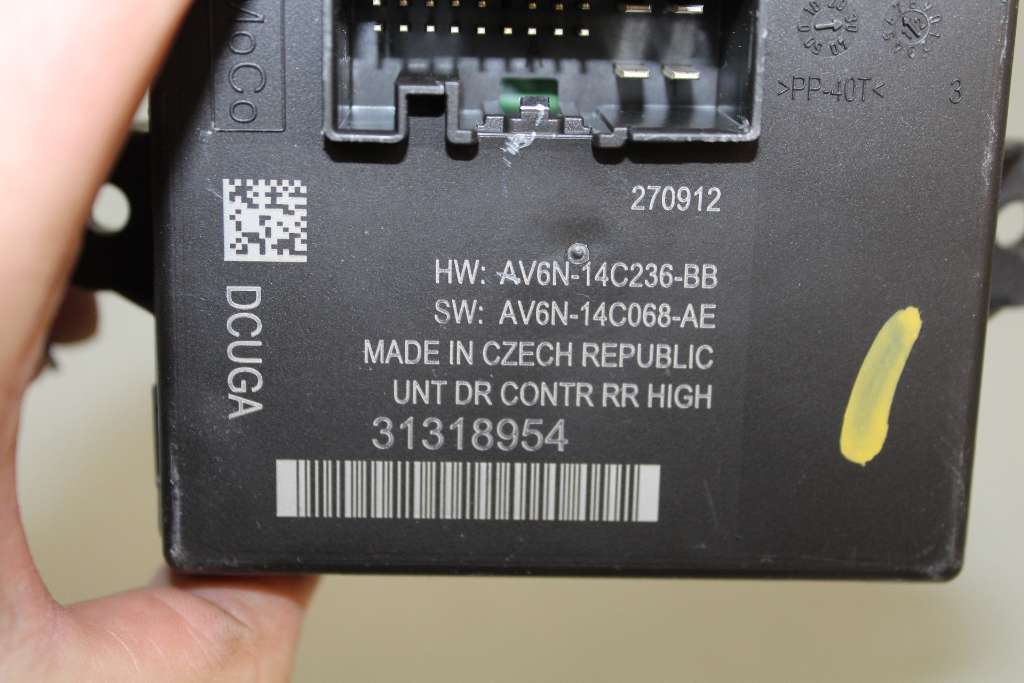 MoCo
>PP-40T<
3
270912
HW: AV6N-14C236-BB
SW: AV6N-14C068-AE
MADE IN CZECH REPUBLIC
UNT DR CONTR RR HIGH
31318954
DCUGA